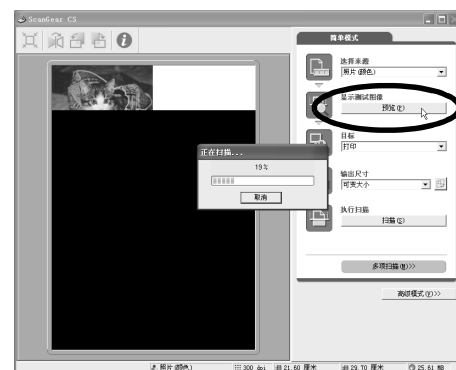 ScanGear CS
简单模式
选择来源
照片(颜色)
显示测试图像
预览(P)
正在扫描...
19%
取消
目标
打印
输出尺寸
可变大小
执行扫描
扫描(S)
多项扫描(M)>>
高级模式(Y)>>
照片(颜色)
300 dpi
21.60 厘米
29.70 厘米
25.61 MB